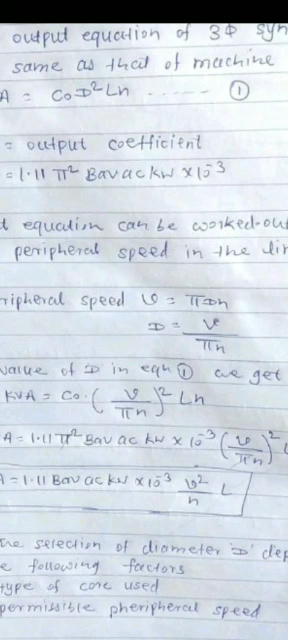 output equation of 3Φ syn
same as that of machine
A = CoD²Ln ------ ①
= output coefficient
= 1.11 π² Bav ac kw × 10⁻³
t equation can be worked-out
peripheral speed in the lin
ripheral speed v = πDn
D = v/πn
value of D in eqn ① we get
KVA = Co. (v/πn)² Ln
A = 1.11 π² Bav ac kw × 10⁻³ (v/πn)² L
A = 1.11 Bav ac kw × 10⁻³ v²/n L
The selection of diameter 'D' dep
e following factors
type of core used
permissible pheripheral speed